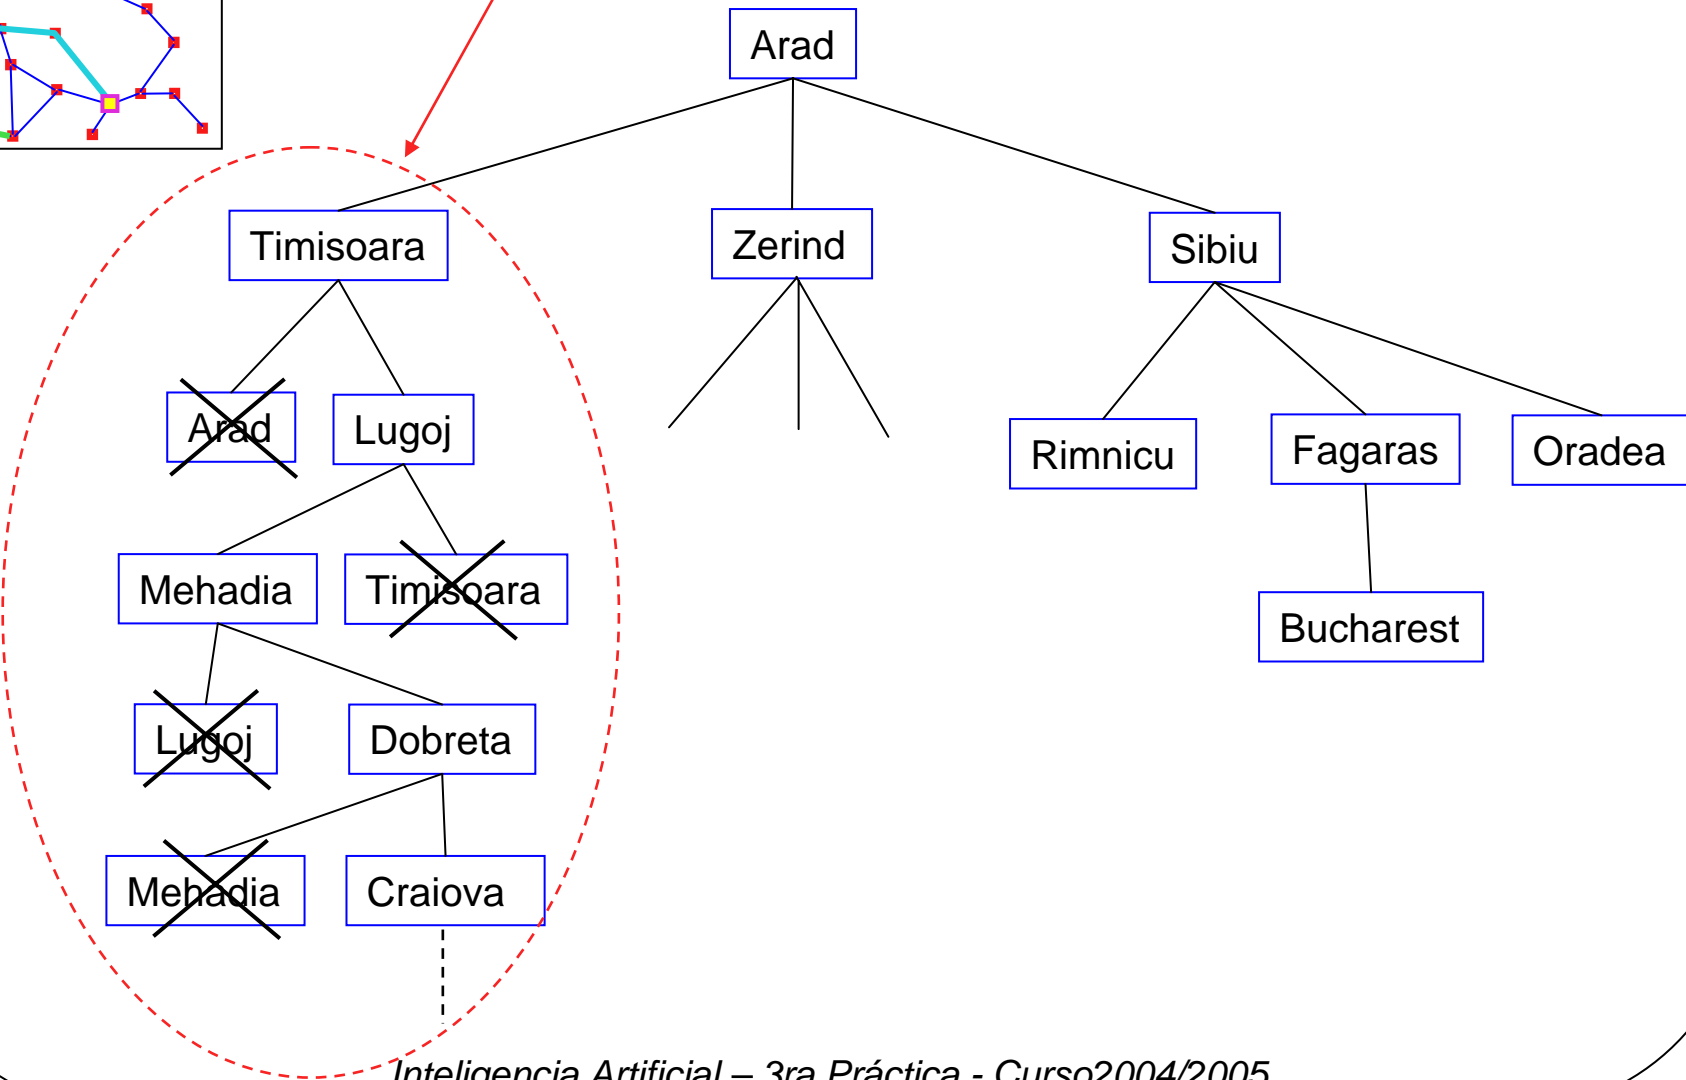 Arad
Timisoara
Zerind
Sibiu
Arad
Lugoj
Rimnicu
Fagaras
Oradea
Mehadia
Timisoara
Bucharest
Lugoj
Dobreta
Mehadia
Craiova
Inteligencia Artificial – 3ra Práctica - Curso2004/2005